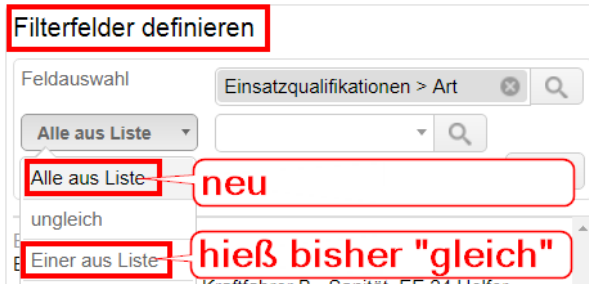 Filterfelder definieren
Feldauswahl
Einsatzqualifikationen > Art
Alle aus Liste
Alle aus Liste
neu
ungleich
Einer aus Liste
hieß bisher "gleich"